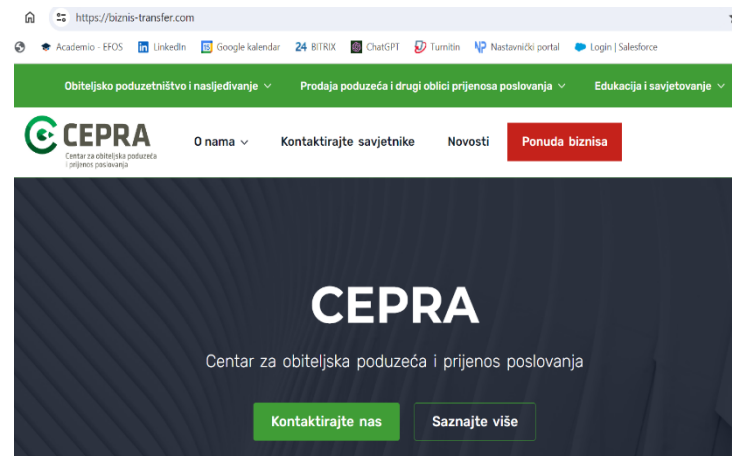 https://biznis-transfer.com
Academio - EFOS LinkedIn Google kalendar 24 BITRIX ChatGPT Turnitin NP Nastavnički portal Login | Salesforce
Obiteljsko poduzetništvo i nasljeđivanje Prodaja poduzeća i drugi oblici prijenosa poslovanja Edukacija i savjetovanje
CEPRA
Centar za obiteljska poduzeća
i prijenos poslovanja
O nama Kontaktirajte savjetnike Novosti Ponuda biznisa
CEPRA
Centar za obiteljska poduzeća i prijenos poslovanja
Kontaktirajte nas Saznajte više